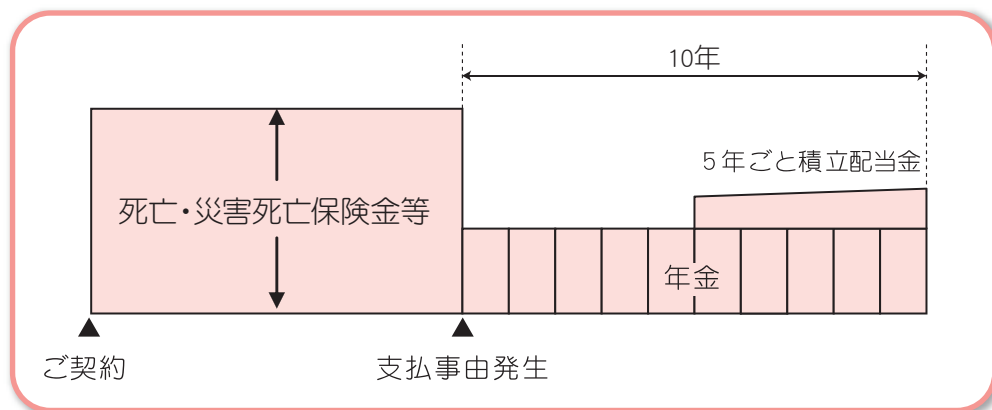 10年
5年ごと積立配当金
死亡・災害死亡保険金等
年金
ご契約
支払事由発生